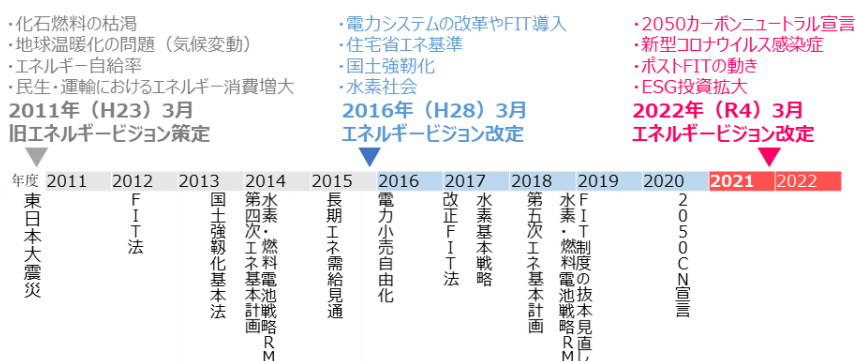 ・化石燃料の枯渇
・地球温暖化の問題（気候変動）
・エネルギー自給率
・民生・運輸におけるエネルギー消費増大
2011年（H23）3月
旧エネルギービジョン策定
・電力システムの改革やFIT導入
・住宅省エネ基準
・国土強靱化
・水素社会
2016年（H28）3月
エネルギービジョン改定
・2050カーボンニュートラル宣言
・新型コロナウイルス感染症
・ポストFITの動き
・ESG投資拡大
2022年（R4）3月
エネルギービジョン改定
年度 2011 2012 2013 2014 2015 2016 2017 2018 2019 2020 2021 2022
東日本大震災
FIT法
国土強靱化基本法
第四次エネ基本計画
水素・燃料電池戦略RM
長期エネ需給見通
電力小売自由化
改正FIT法
水素基本戦略
第五次エネ基本計画
水素・燃料電池戦略RM
FIT制度の抜本見直し
2050CN宣言